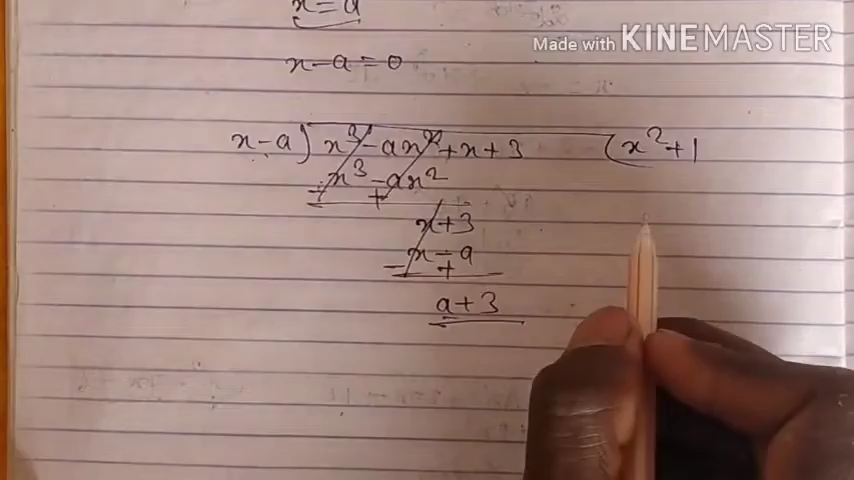 x = a
Made with KINEMASTER
x - a = 0
x - a ) x³ - ax² + x + 3 ( x² + 1
x³ - ax²
- +
x + 3
x - a
- +
a + 3